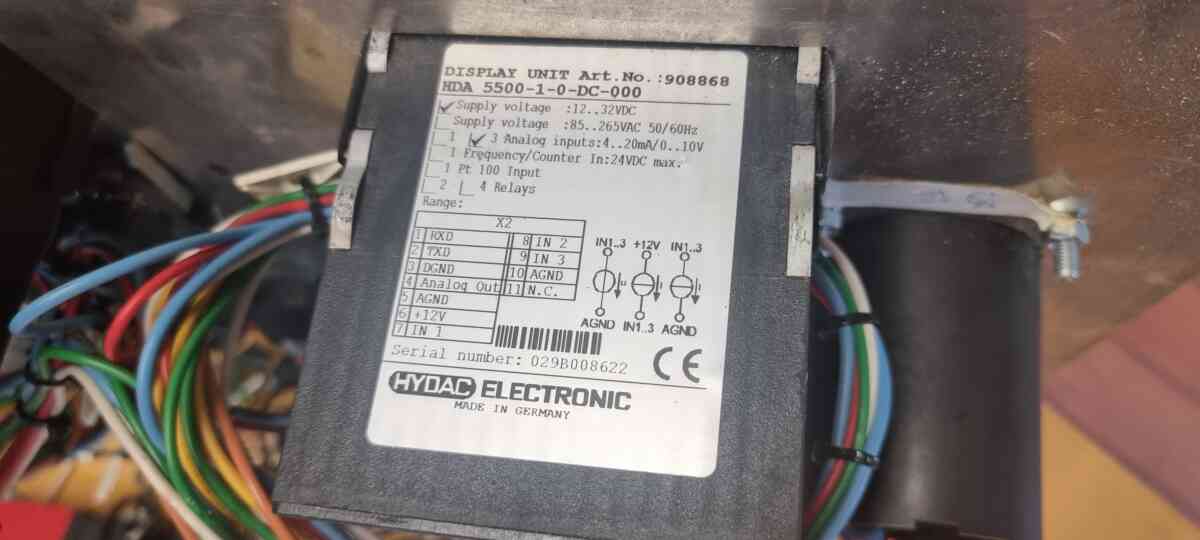 DISPLAY UNIT Art.No.:908868
HDA 5500-1-0-DC-000
Supply voltage :12..32VDC
Supply voltage :85..265VAC 50/60Hz
1 3 Analog inputs:4..20mA/0..10V
1 Frequency/Counter In:24VDC max.
1 Pt 100 Input
2 4 Relays
Range:
X2
1 RXD 8 IN 2
2 TXD 9 IN 3
3 DGND 10 AGND
4 Analog Out 11 N.C.
5 AGND
6 +12V
7 IN 1
IN1..3 +12V IN1..3
AGND IN1..3 AGND
Serial number: 029B008622
CE
HYDAC ELECTRONIC
MADE IN GERMANY